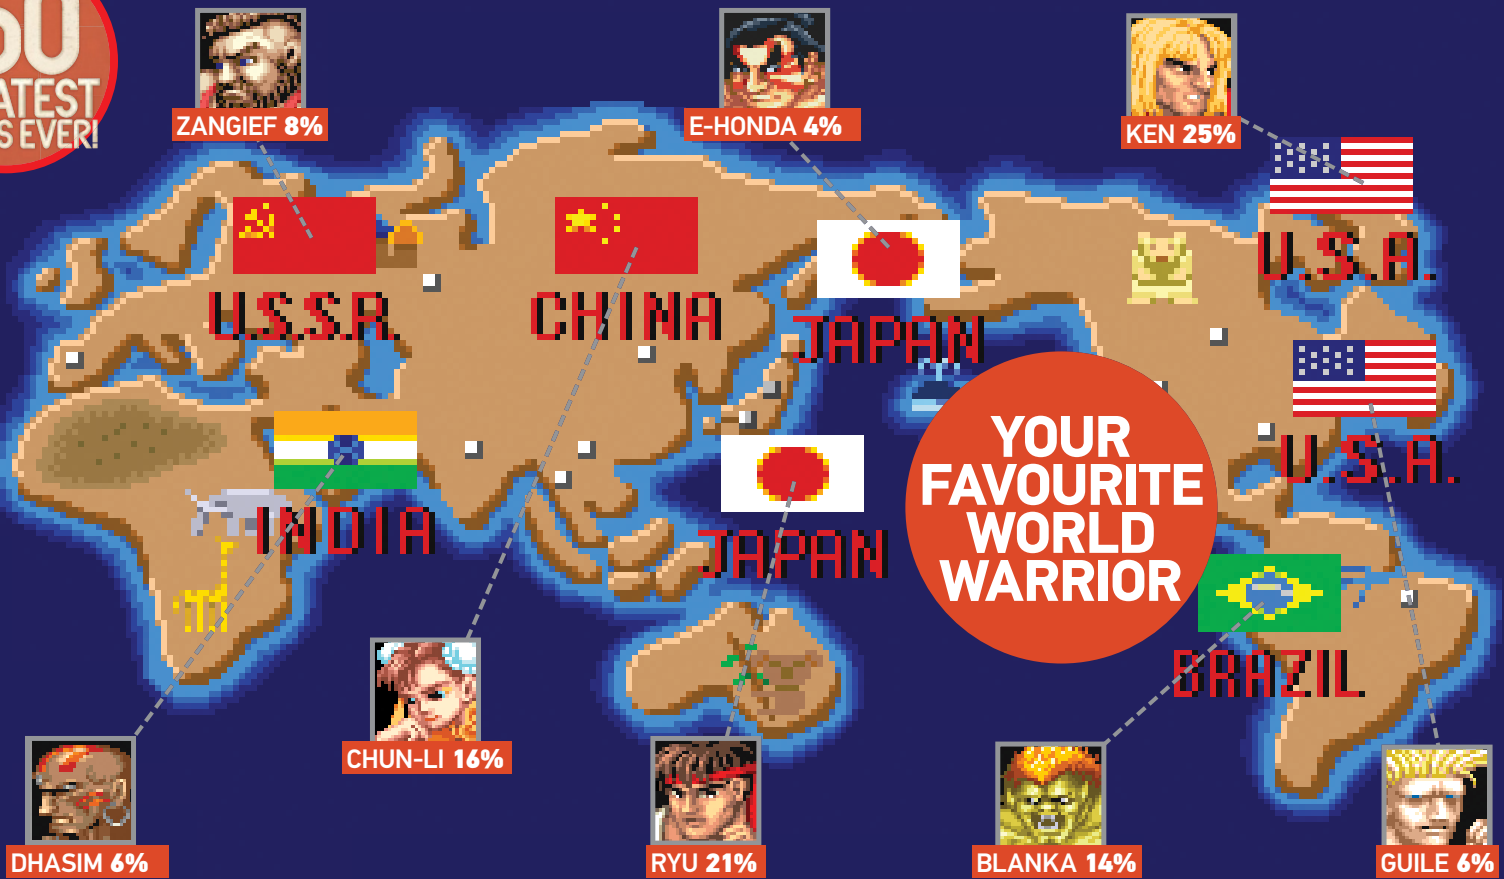 ZANGIEF 8%
E-HONDA 4%
KEN 25%
U.S.S.R.
CHINA
JAPAN
U.S.A.
INDIA
JAPAN
U.S.A.
YOUR
FAVOURITE
WORLD
WARRIOR
BRAZIL
CHUN-LI 16%
DHASIM 6%
RYU 21%
BLANKA 14%
GUILE 6%
EVER!